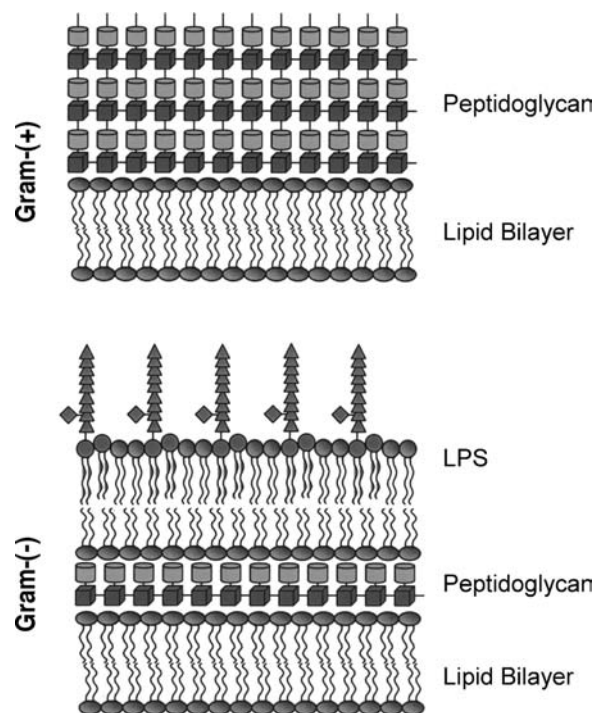 Gram-(+)
Peptidoglycan
Lipid Bilayer
Gram-(-)
LPS
Peptidoglycan
Lipid Bilayer